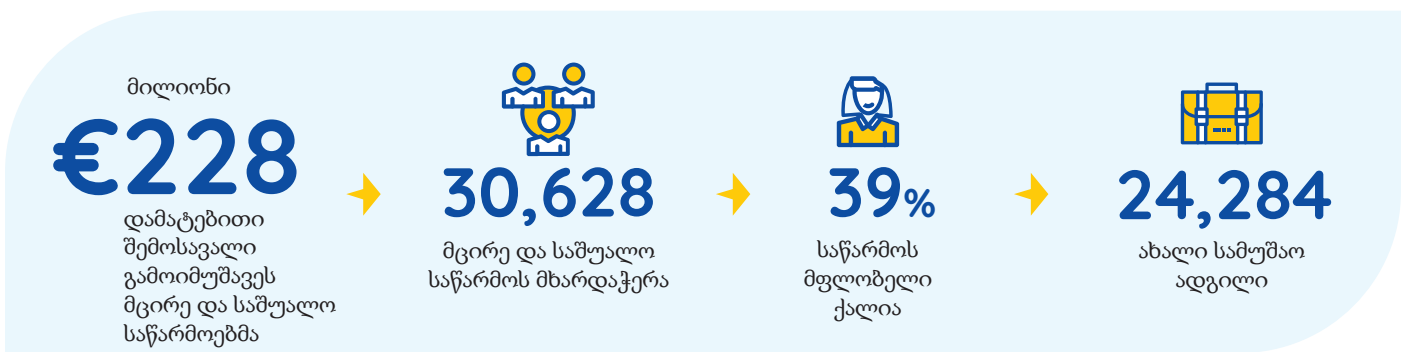 მილიონი
€228
დამატებითი
შემოსავალი
გამოიმუშავეს
მცირე და საშუალო
საწარმოებმა
30,628
მცირე და საშუალო
საწარმოს მხარდაჭერა
39%
საწარმოს
მფლობელი
ქალია
24,284
ახალი სამუშაო
ადგილი